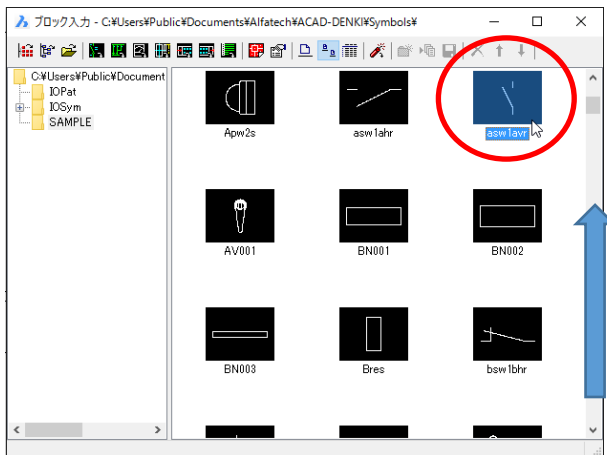 ブロック入力 - C:¥Users¥Public¥Documents¥Alfatech¥ACAD-DENKI¥Symbols¥
C:¥Users¥Public¥Document
IOPat
IOSym
SAMPLE
Apw2s
asw1ahr
asw1avr
AV001
BN001
BN002
BN003
Bres
bsw1bhr